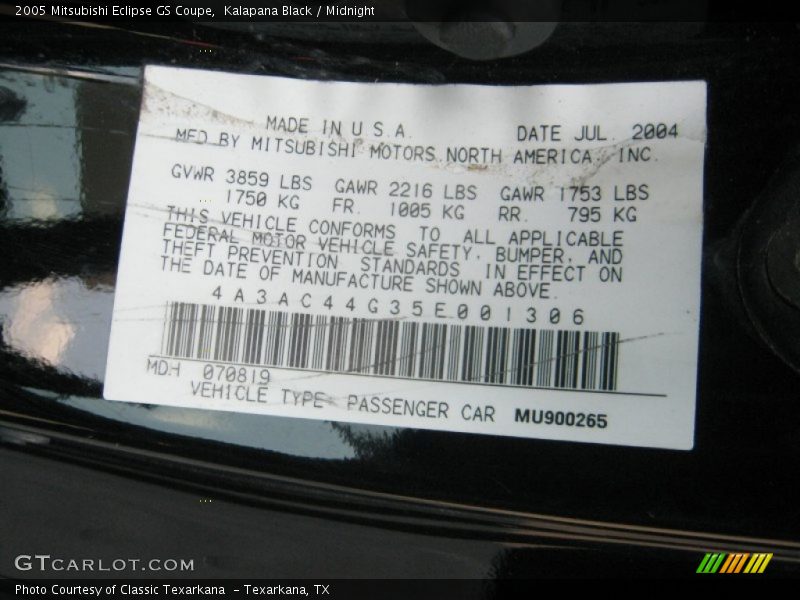 2005 Mitsubishi Eclipse GS Coupe,  Kalapana Black / Midnight
MADE IN U S.A.
DATE JUL. 2004
MFD BY MITSUBISHI MOTORS NORTH AMERICA, INC.
GVWR 3859 LBS GAWR 2216 LBS GAWR 1753 LBS
1750 KG FR. 1005 KG RR. 795 KG
THIS VEHICLE CONFORMS TO ALL APPLICABLE
FEDERAL MOTOR VEHICLE SAFETY, BUMPER, AND
THEFT PREVENTION STANDARDS IN EFFECT ON
THE DATE OF MANUFACTURE SHOWN ABOVE.
4A3AC44G35E001306
MDH 070819
VEHICLE TYPE- PASSENGER CAR MU900265
GTCARLOT.COM
Photo Courtesy of Classic Texarkana  - Texarkana, TX